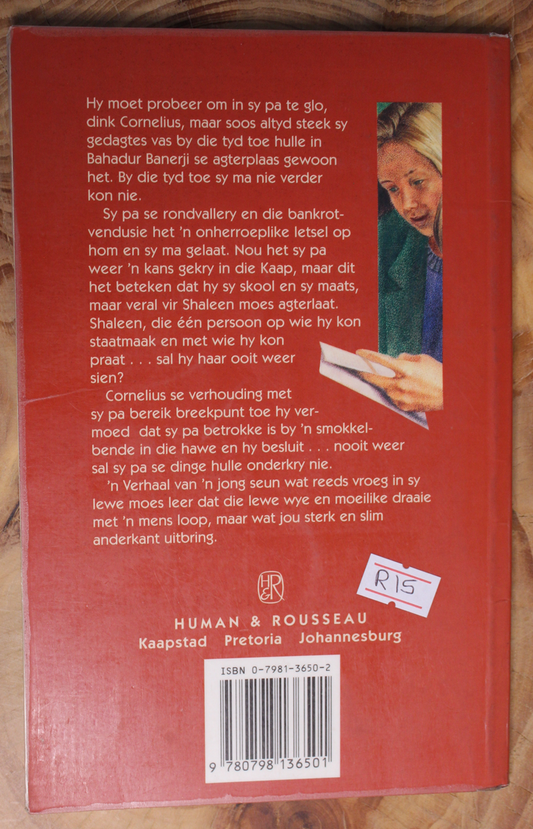 Hy moet probeer om in sy pa te glo,
dink Cornelius, maar soos altyd steek sy
gedagtes vas by die tyd toe hulle in
Bahadur Banerji se agterplaas gewoon
het. By die tyd toe sy ma nie verder
kon nie.
Sy pa se rondvallery en die bankrot-
vendusie het 'n onherroeplike letsel op
hom en sy ma gelaat. Nou het sy pa
weer 'n kans gekry in die Kaap, maar dit
het beteken dat hy sy skool en sy maats,
maar veral vir Shaleen moes agterlaat.
Shaleen, die één persoon op wie hy kon
staatmaak en met wie hy kon
praat . . . sal hy haar ooit weer
sien?
Cornelius se verhouding met
sy pa bereik breekpunt toe hy ver-
moed dat sy pa betrokke is by 'n smokkel-
bende in die hawe en hy besluit . . . nooit weer
sal sy pa se dinge hulle onderkry nie.
'n Verhaal van 'n jong seun wat reeds vroeg in sy
lewe moes leer dat die lewe wye en moeilike draaie
met 'n mens loop, maar wat jou sterk en slim
anderkant uitbring.
H&R
R15
HUMAN & ROUSSEAU
Kaapstad Pretoria Johannesburg
ISBN 0-7981-3650-2
9 780798 136501